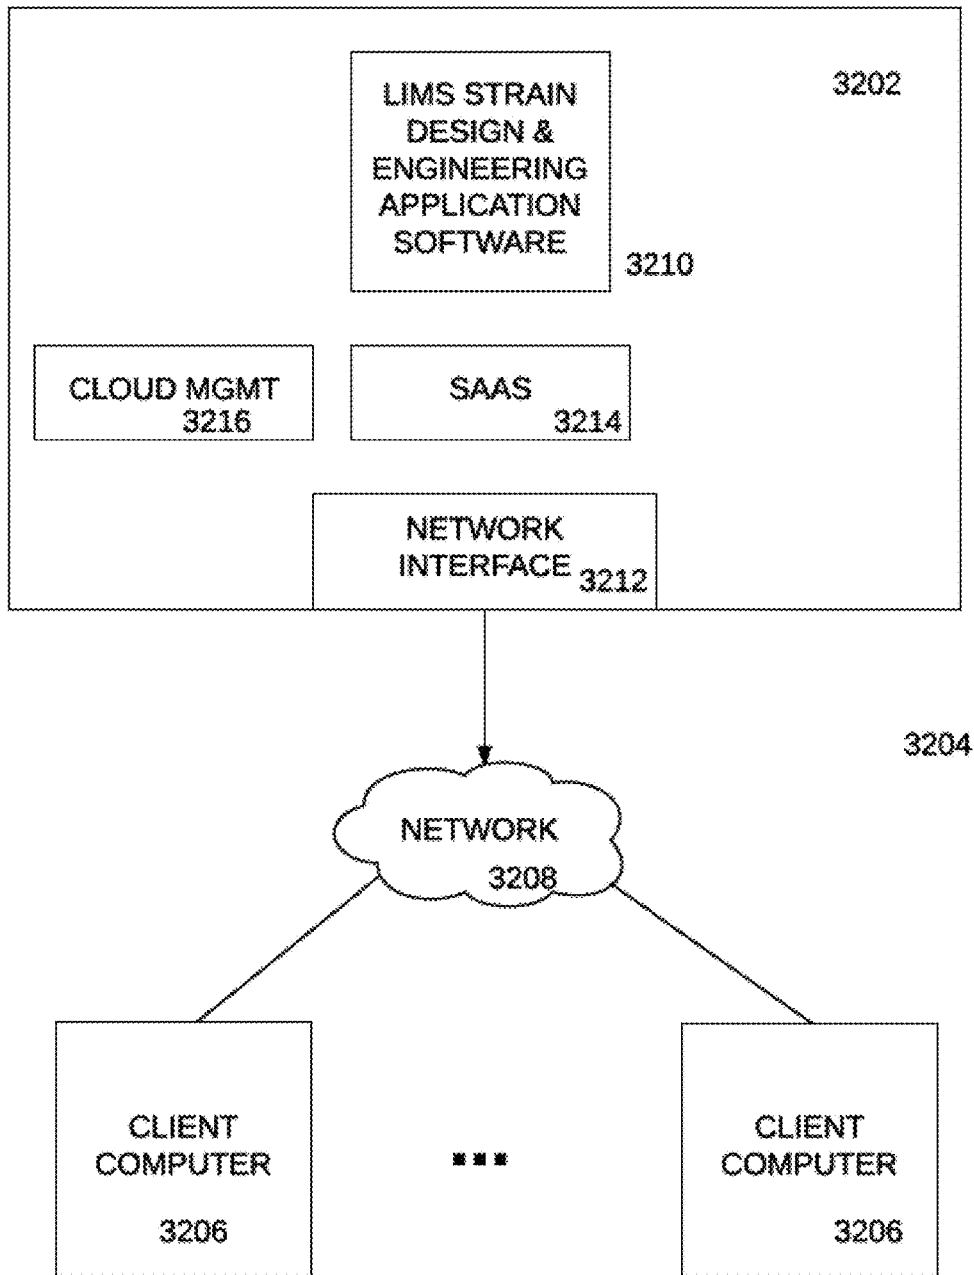 3202
LIMS STRAIN
DESIGN &
ENGINEERING
APPLICATION
SOFTWARE
3210
CLOUD MGMT
3216
SAAS
3214
NETWORK
INTERFACE
3212
3204
NETWORK
3208
CLIENT
COMPUTER
3206
CLIENT
COMPUTER
3206